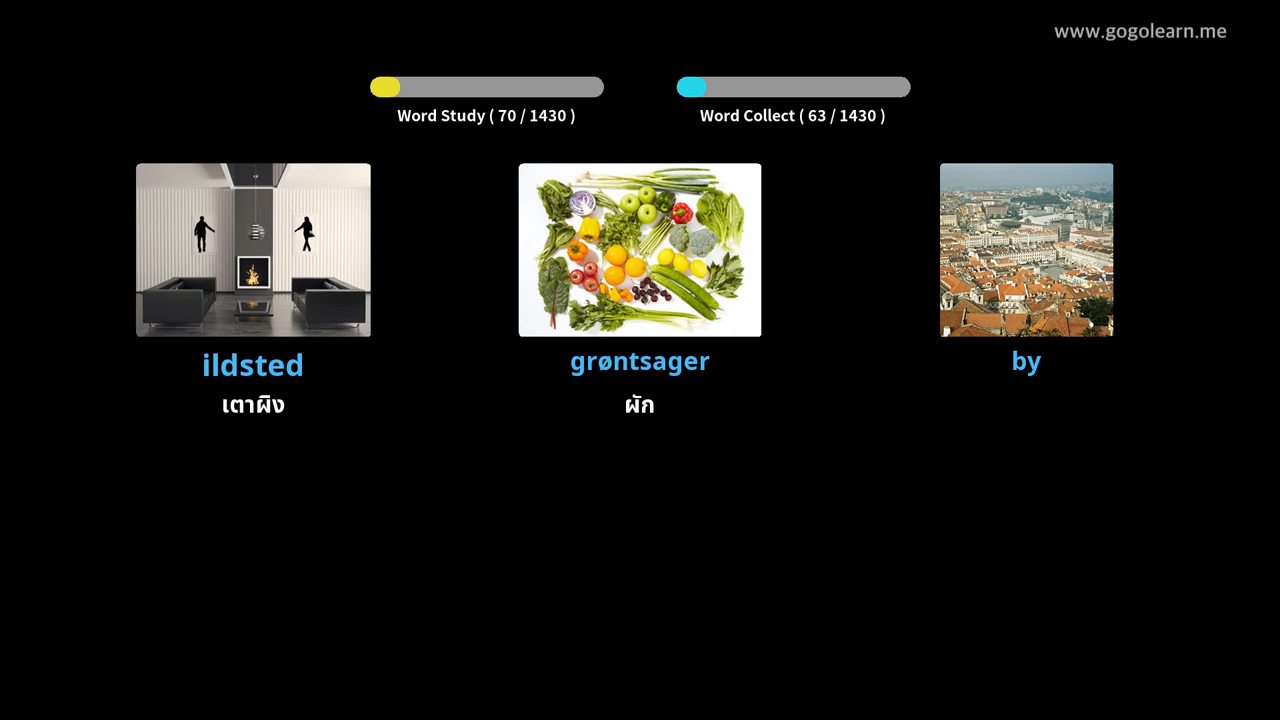 www.gogolearn.me
Word Study ( 70 / 1430 )
Word Collect ( 63 / 1430 )
ildsted
grøntsager
by
เตาผิง
ผัก